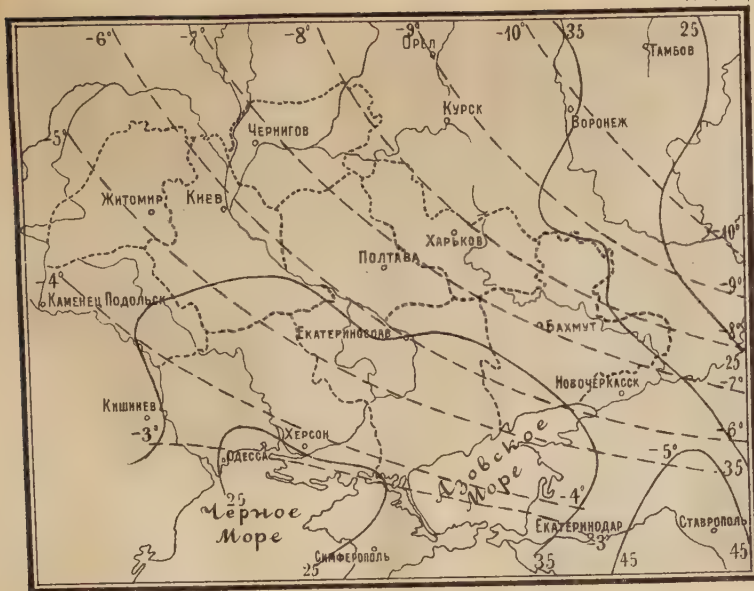 -6° -7° -8° Орёл -10° 35 25
Тамбов
Курск
Воронеж
Чернигов
5°
Житомир
Киев
-9°
Харьков
Полтава
-10°
-4°
Каменец Подольск
-9°
Екатеринослав
Бахмут
-8°
25
-7°
Новочеркасск
Кишинев
-3°
Херсон
Одесса
-6°
-5°
35
Азовское
Море
25
Чёрное
Море
-4°
Екатеринодар
-3°
Ставрополь
Симферополь
25
35
45
45